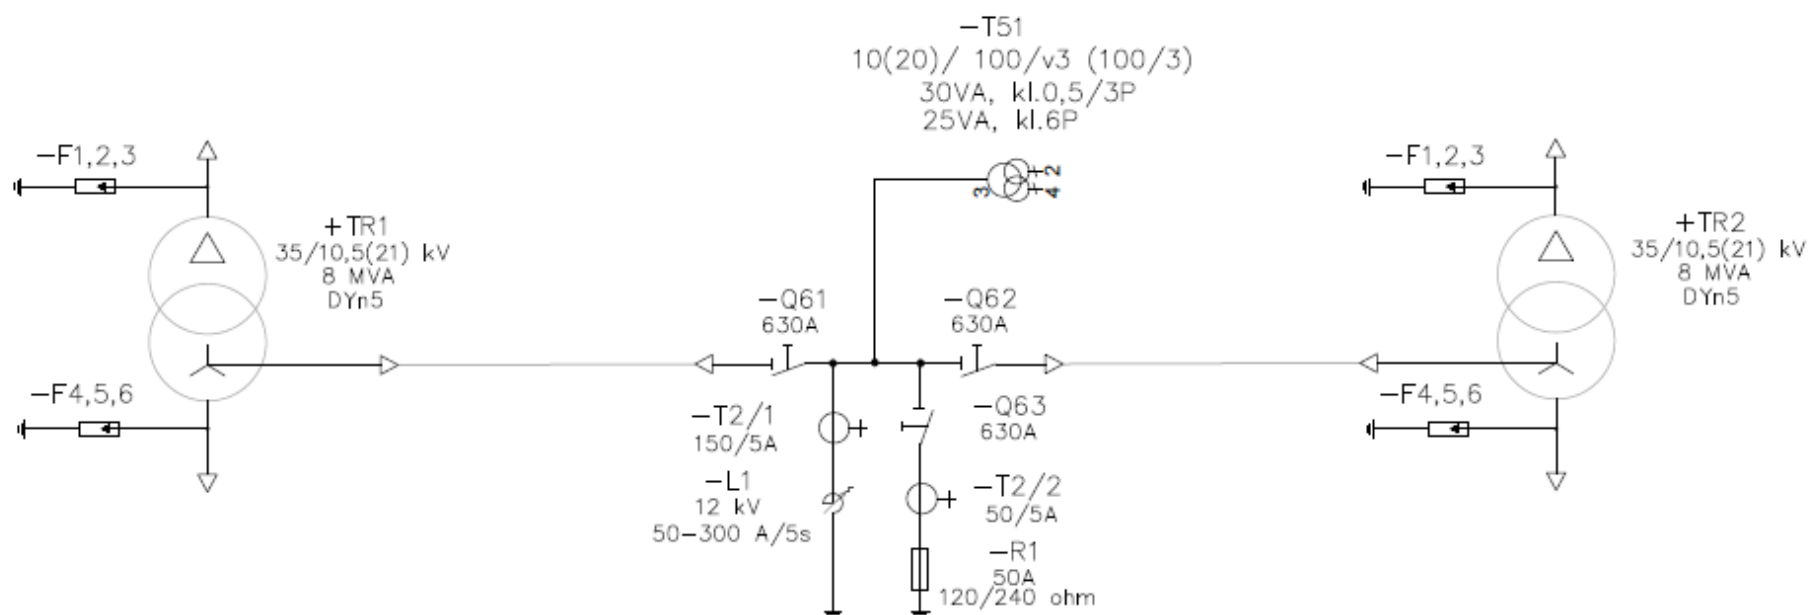 -T51
10(20)/ 100/v3 (100/3)
30VA, kl.0,5/3P
25VA, kl.6P
3
2
4
-F1,2,3
+TR1
35/10,5(21) kV
8 MVA
DYn5
-F4,5,6
-Q61
630A
-Q62
630A
-Q63
630A
-T2/1
150/5A
-L1
12 kV
50-300 A/5s
-T2/2
50/5A
-R1
50A
120/240 ohm
-F1,2,3
+TR2
35/10,5(21) kV
8 MVA
DYn5
-F4,5,6